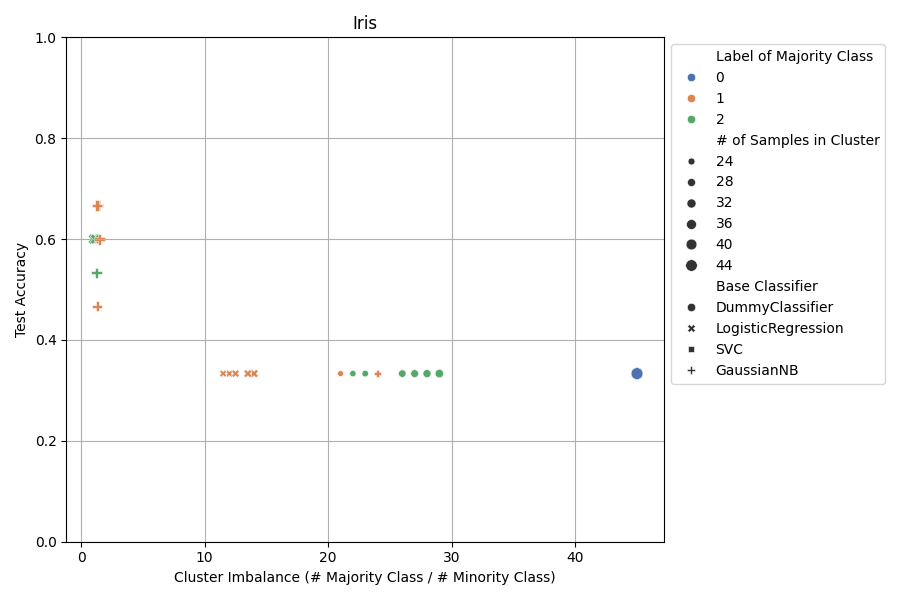 Iris
1.0
0.8
0.6
0.4
0.2
0.0
Test Accuracy
0 10 20 30 40
Cluster Imbalance (# Majority Class / # Minority Class)
Label of Majority Class
0
1
2
# of Samples in Cluster
24
28
32
36
40
44
Base Classifier
DummyClassifier
LogisticRegression
SVC
GaussianNB